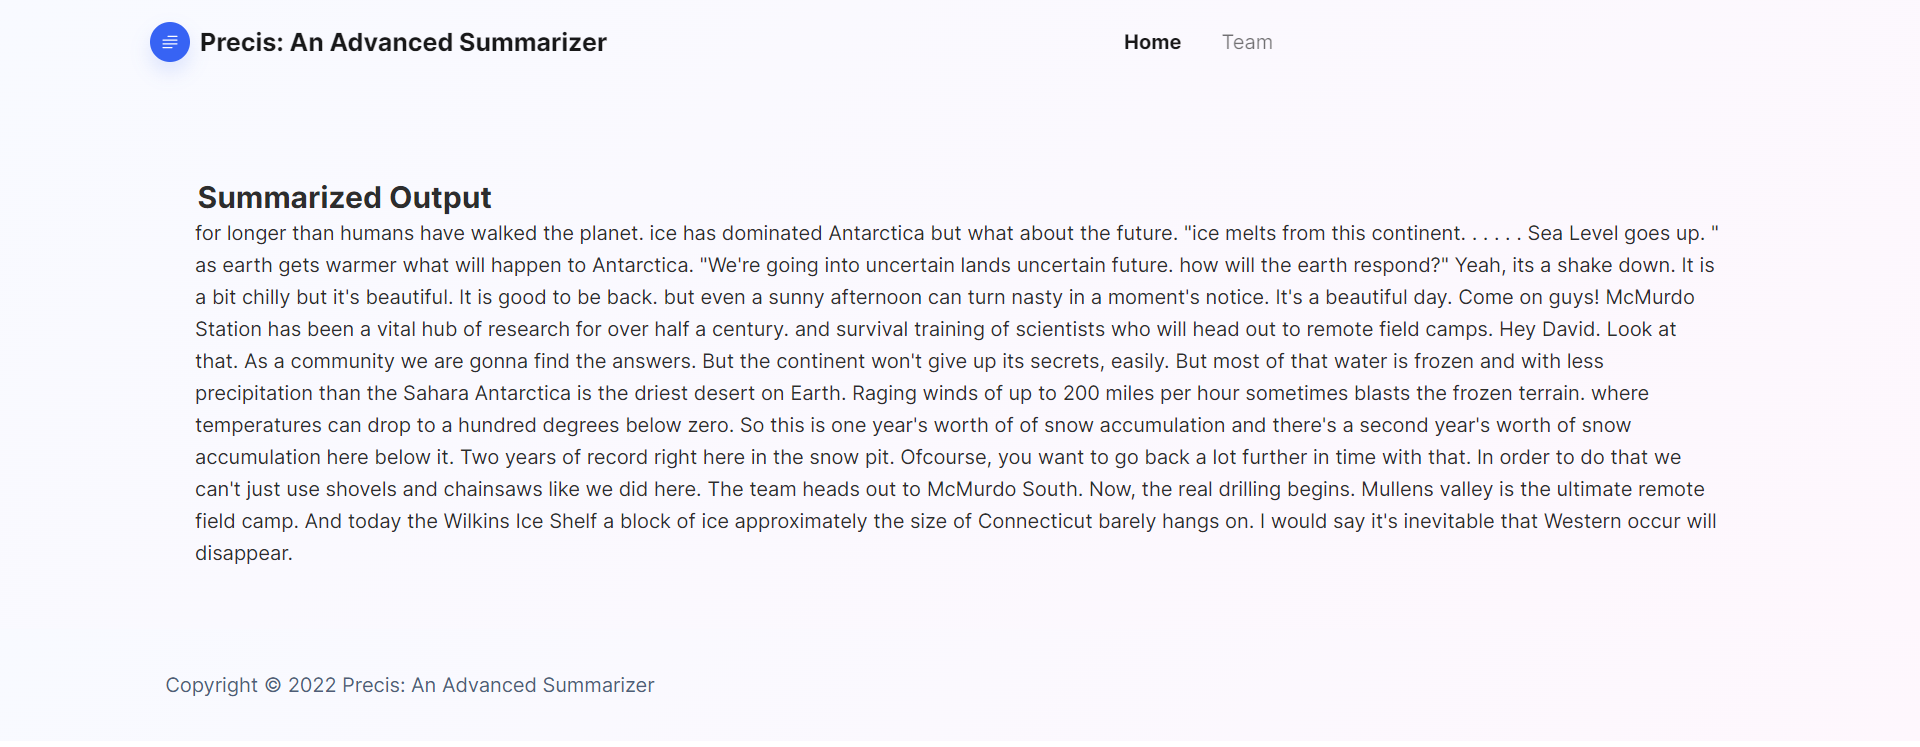 Precis: An Advanced Summarizer
Home
Team
Summarized Output
for longer than humans have walked the planet. ice has dominated Antarctica but what about the future. "ice melts from this continent. . . . . . Sea Level goes up. "
as earth gets warmer what will happen to Antarctica. "We're going into uncertain lands uncertain future. how will the earth respond?" Yeah, its a shake down. It is
a bit chilly but it's beautiful. It is good to be back. but even a sunny afternoon can turn nasty in a moment's notice. It's a beautiful day. Come on guys! McMurdo
Station has been a vital hub of research for over half a century. and survival training of scientists who will head out to remote field camps. Hey David. Look at
that. As a community we are gonna find the answers. But the continent won't give up its secrets, easily. But most of that water is frozen and with less
precipitation than the Sahara Antarctica is the driest desert on Earth. Raging winds of up to 200 miles per hour sometimes blasts the frozen terrain. where
temperatures can drop to a hundred degrees below zero. So this is one year's worth of of snow accumulation and there's a second year's worth of snow
accumulation here below it. Two years of record right here in the snow pit. Ofcourse, you want to go back a lot further in time with that. In order to do that we
can't just use shovels and chainsaws like we did here. The team heads out to McMurdo South. Now, the real drilling begins. Mullens valley is the ultimate remote
field camp. And today the Wilkins Ice Shelf a block of ice approximately the size of Connecticut barely hangs on. I would say it's inevitable that Western occur will
disappear.
Copyright © 2022 Precis: An Advanced Summarizer